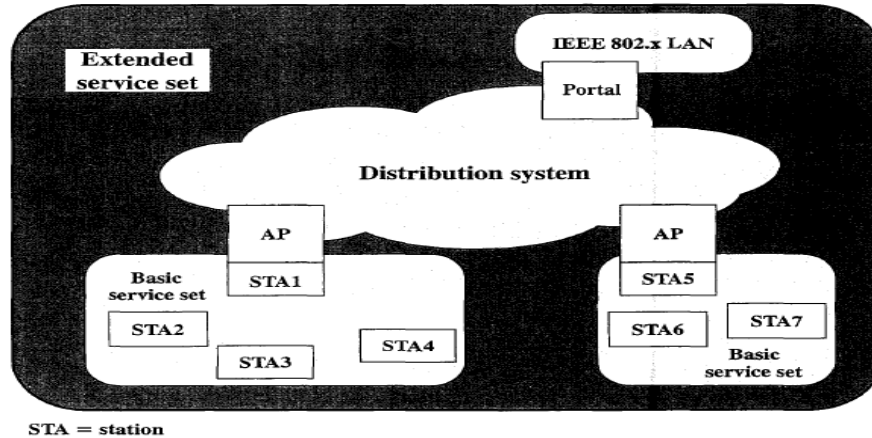 IEEE 802.x LAN
Extended
service set
Portal
Distribution system
AP
AP
STA1
STA5
Basic
service set
STA2
STA3
STA4
STA6
STA7
Basic
service set
STA = station